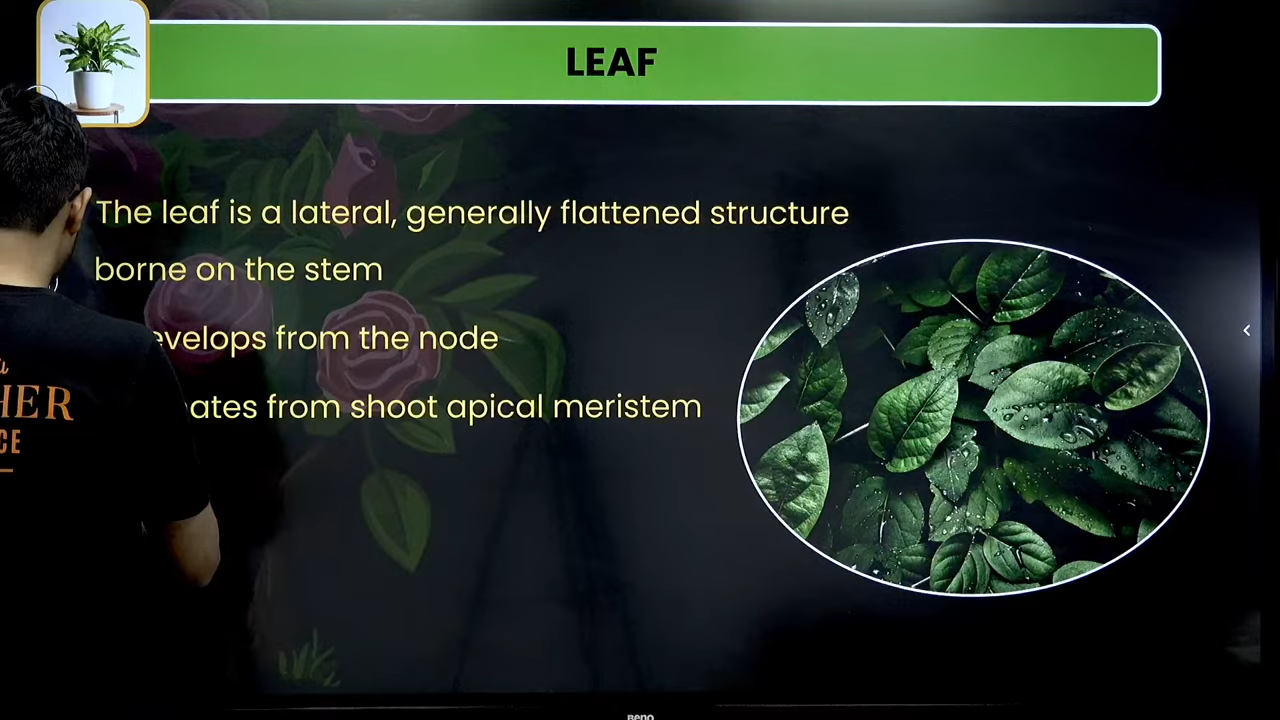 LEAF
The leaf is a lateral, generally flattened structure
borne on the stem
evelops from the node
ates from shoot apical meristem
HER
CE
BenQ